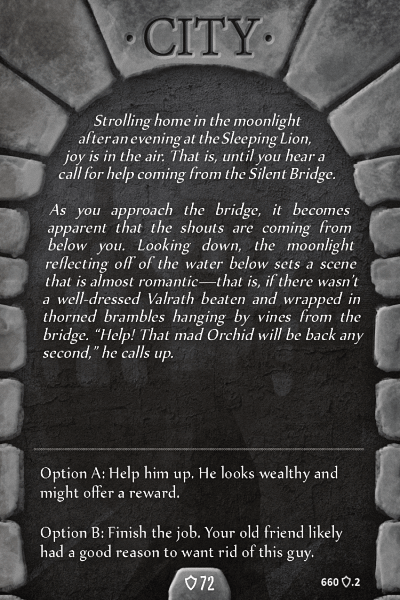 · CITY ·
Strolling home in the moonlight
after an evening at the Sleeping Lion,
joy is in the air. That is, until you hear a
call for help coming from the Silent Bridge.
As you approach the bridge, it becomes
apparent that the shouts are coming from
below you. Looking down, the moonlight
reflecting off of the water below sets a scene
that is almost romantic—that is, if there wasn't
a well-dressed Valrath beaten and wrapped in
thorned brambles hanging by vines from the
bridge. “Help! That mad Orchid will be back any
second,” he calls up.
Option A: Help him up. He looks wealthy and
might offer a reward.
Option B: Finish the job. Your old friend likely
had a good reason to want rid of this guy.
72
660 .2